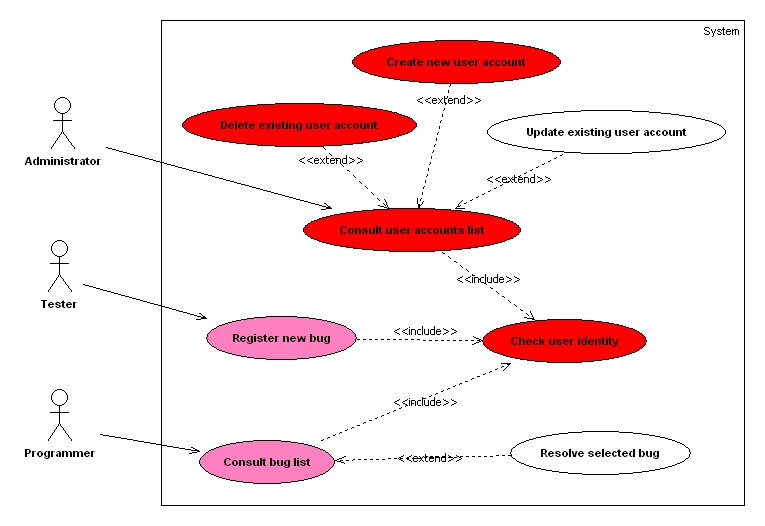 System
Create new user account
<<extend>>
Delete existing user account
Update existing user account
<<extend>>
Administrator
<<extend>>
Consult user accounts list
<<include>>
Tester
Register new bug
<<include>>
Check user identity
<<include>>
Programmer
Consult bug list
<<extend>>
Resolve selected bug